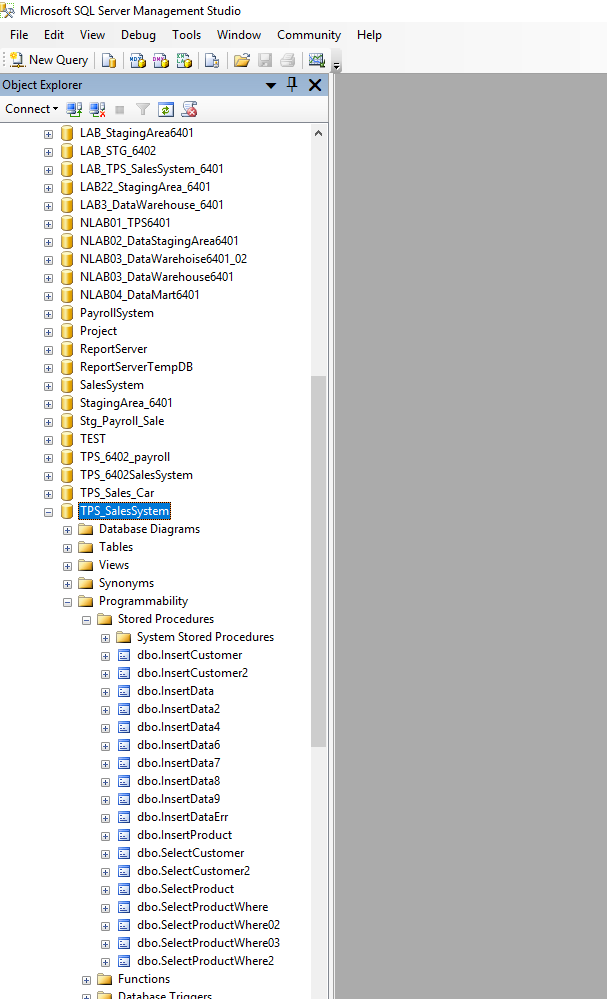 Microsoft SQL Server Management Studio
File Edit View Debug Tools Window Community Help
New Query
Object Explorer
Connect
LAB_StagingArea6401
LAB_STG_6402
LAB_TPS_SalesSystem_6401
LAB22_StagingArea_6401
LAB3_DataWarehouse_6401
NLAB01_TPS6401
NLAB02_DataStagingArea6401
NLAB03_DataWarehoise6401_02
NLAB03_DataWarehouse6401
NLAB04_DataMart6401
PayrollSystem
Project
ReportServer
ReportServerTempDB
SalesSystem
StagingArea_6401
Stg_Payroll_Sale
TEST
TPS_6402_payroll
TPS_6402SalesSystem
TPS_Sales_Car
TPS_SalesSystem
Database Diagrams
Tables
Views
Synonyms
Programmability
Stored Procedures
System Stored Procedures
dbo.InsertCustomer
dbo.InsertCustomer2
dbo.InsertData
dbo.InsertData2
dbo.InsertData4
dbo.InsertData6
dbo.InsertData7
dbo.InsertData8
dbo.InsertData9
dbo.InsertDataErr
dbo.InsertProduct
dbo.SelectCustomer
dbo.SelectCustomer2
dbo.SelectProduct
dbo.SelectProductWhere
dbo.SelectProductWhere02
dbo.SelectProductWhere03
dbo.SelectProductWhere2
Functions
Database Triggers